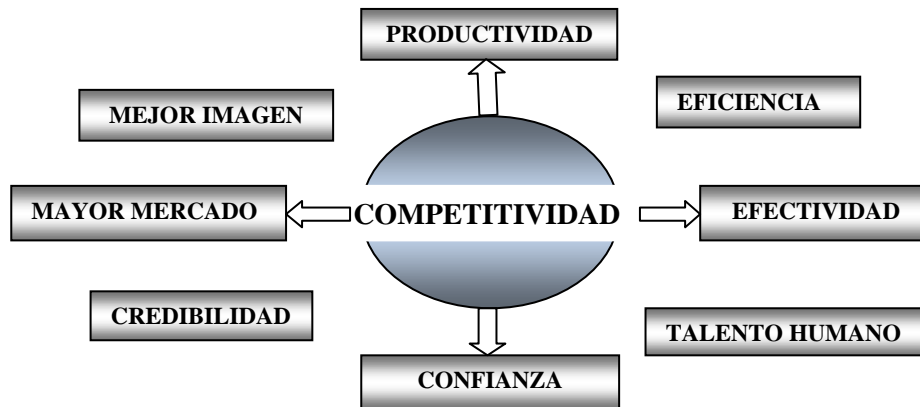 PRODUCTIVIDAD
MEJOR IMAGEN
EFICIENCIA
MAYOR MERCADO
COMPETITIVIDAD
EFECTIVIDAD
CREDIBILIDAD
TALENTO HUMANO
CONFIANZA